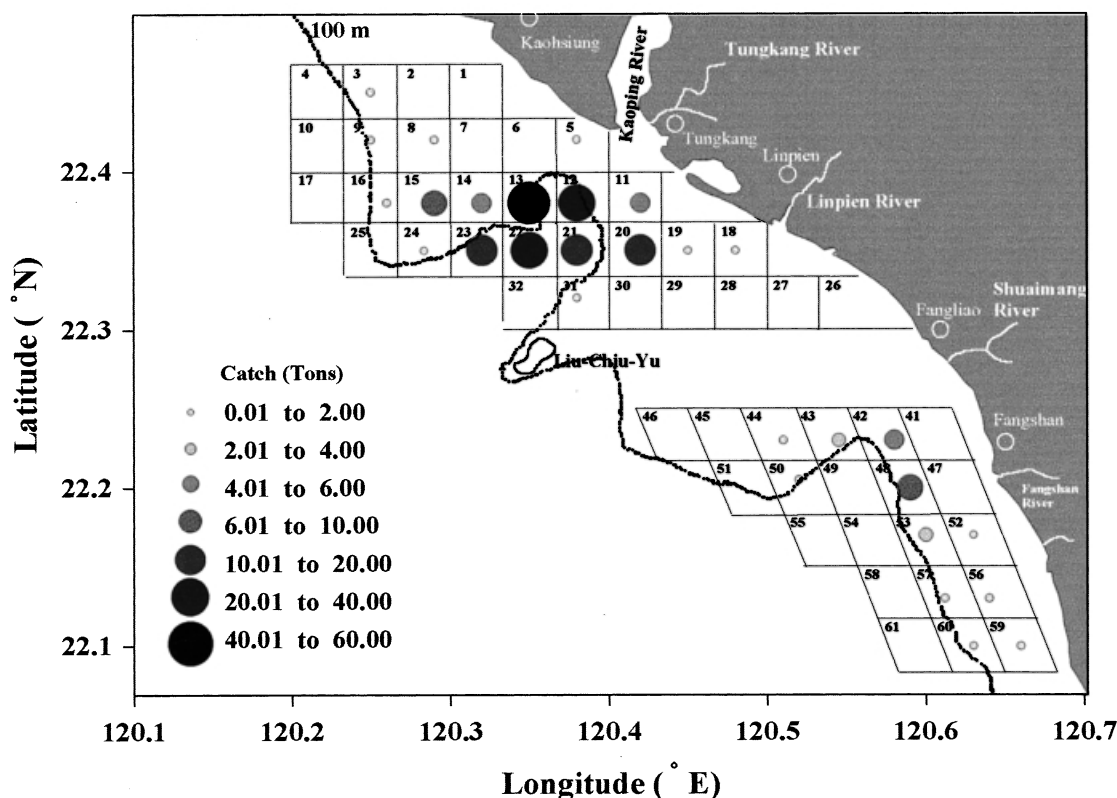 100 m
Kaohsiung
Kaoping River
Tungkang River
Tungkang
Linpien
Linpien River
Shuaimang
River
Fangliao
Fangshan
Fangshan
River
Liu-Chiu-Yu
4 3 2 1
10 9 8 7 6 5
17 16 15 14 13 12 11
25 24 23 22 21 20 19 18
32 31 30 29 28 27 26
46 45 44 43 42 41
51 50 49 48 47
55 54 53 52
58 57 56
61 60 59
Catch (Tons)
0.01 to 2.00
2.01 to 4.00
4.01 to 6.00
6.01 to 10.00
10.01 to 20.00
20.01 to 40.00
40.01 to 60.00
Latitude ( °N)
22.4
22.3
22.2
22.1
120.1 120.2 120.3 120.4 120.5 120.6 120.7
Longitude ( ° E)